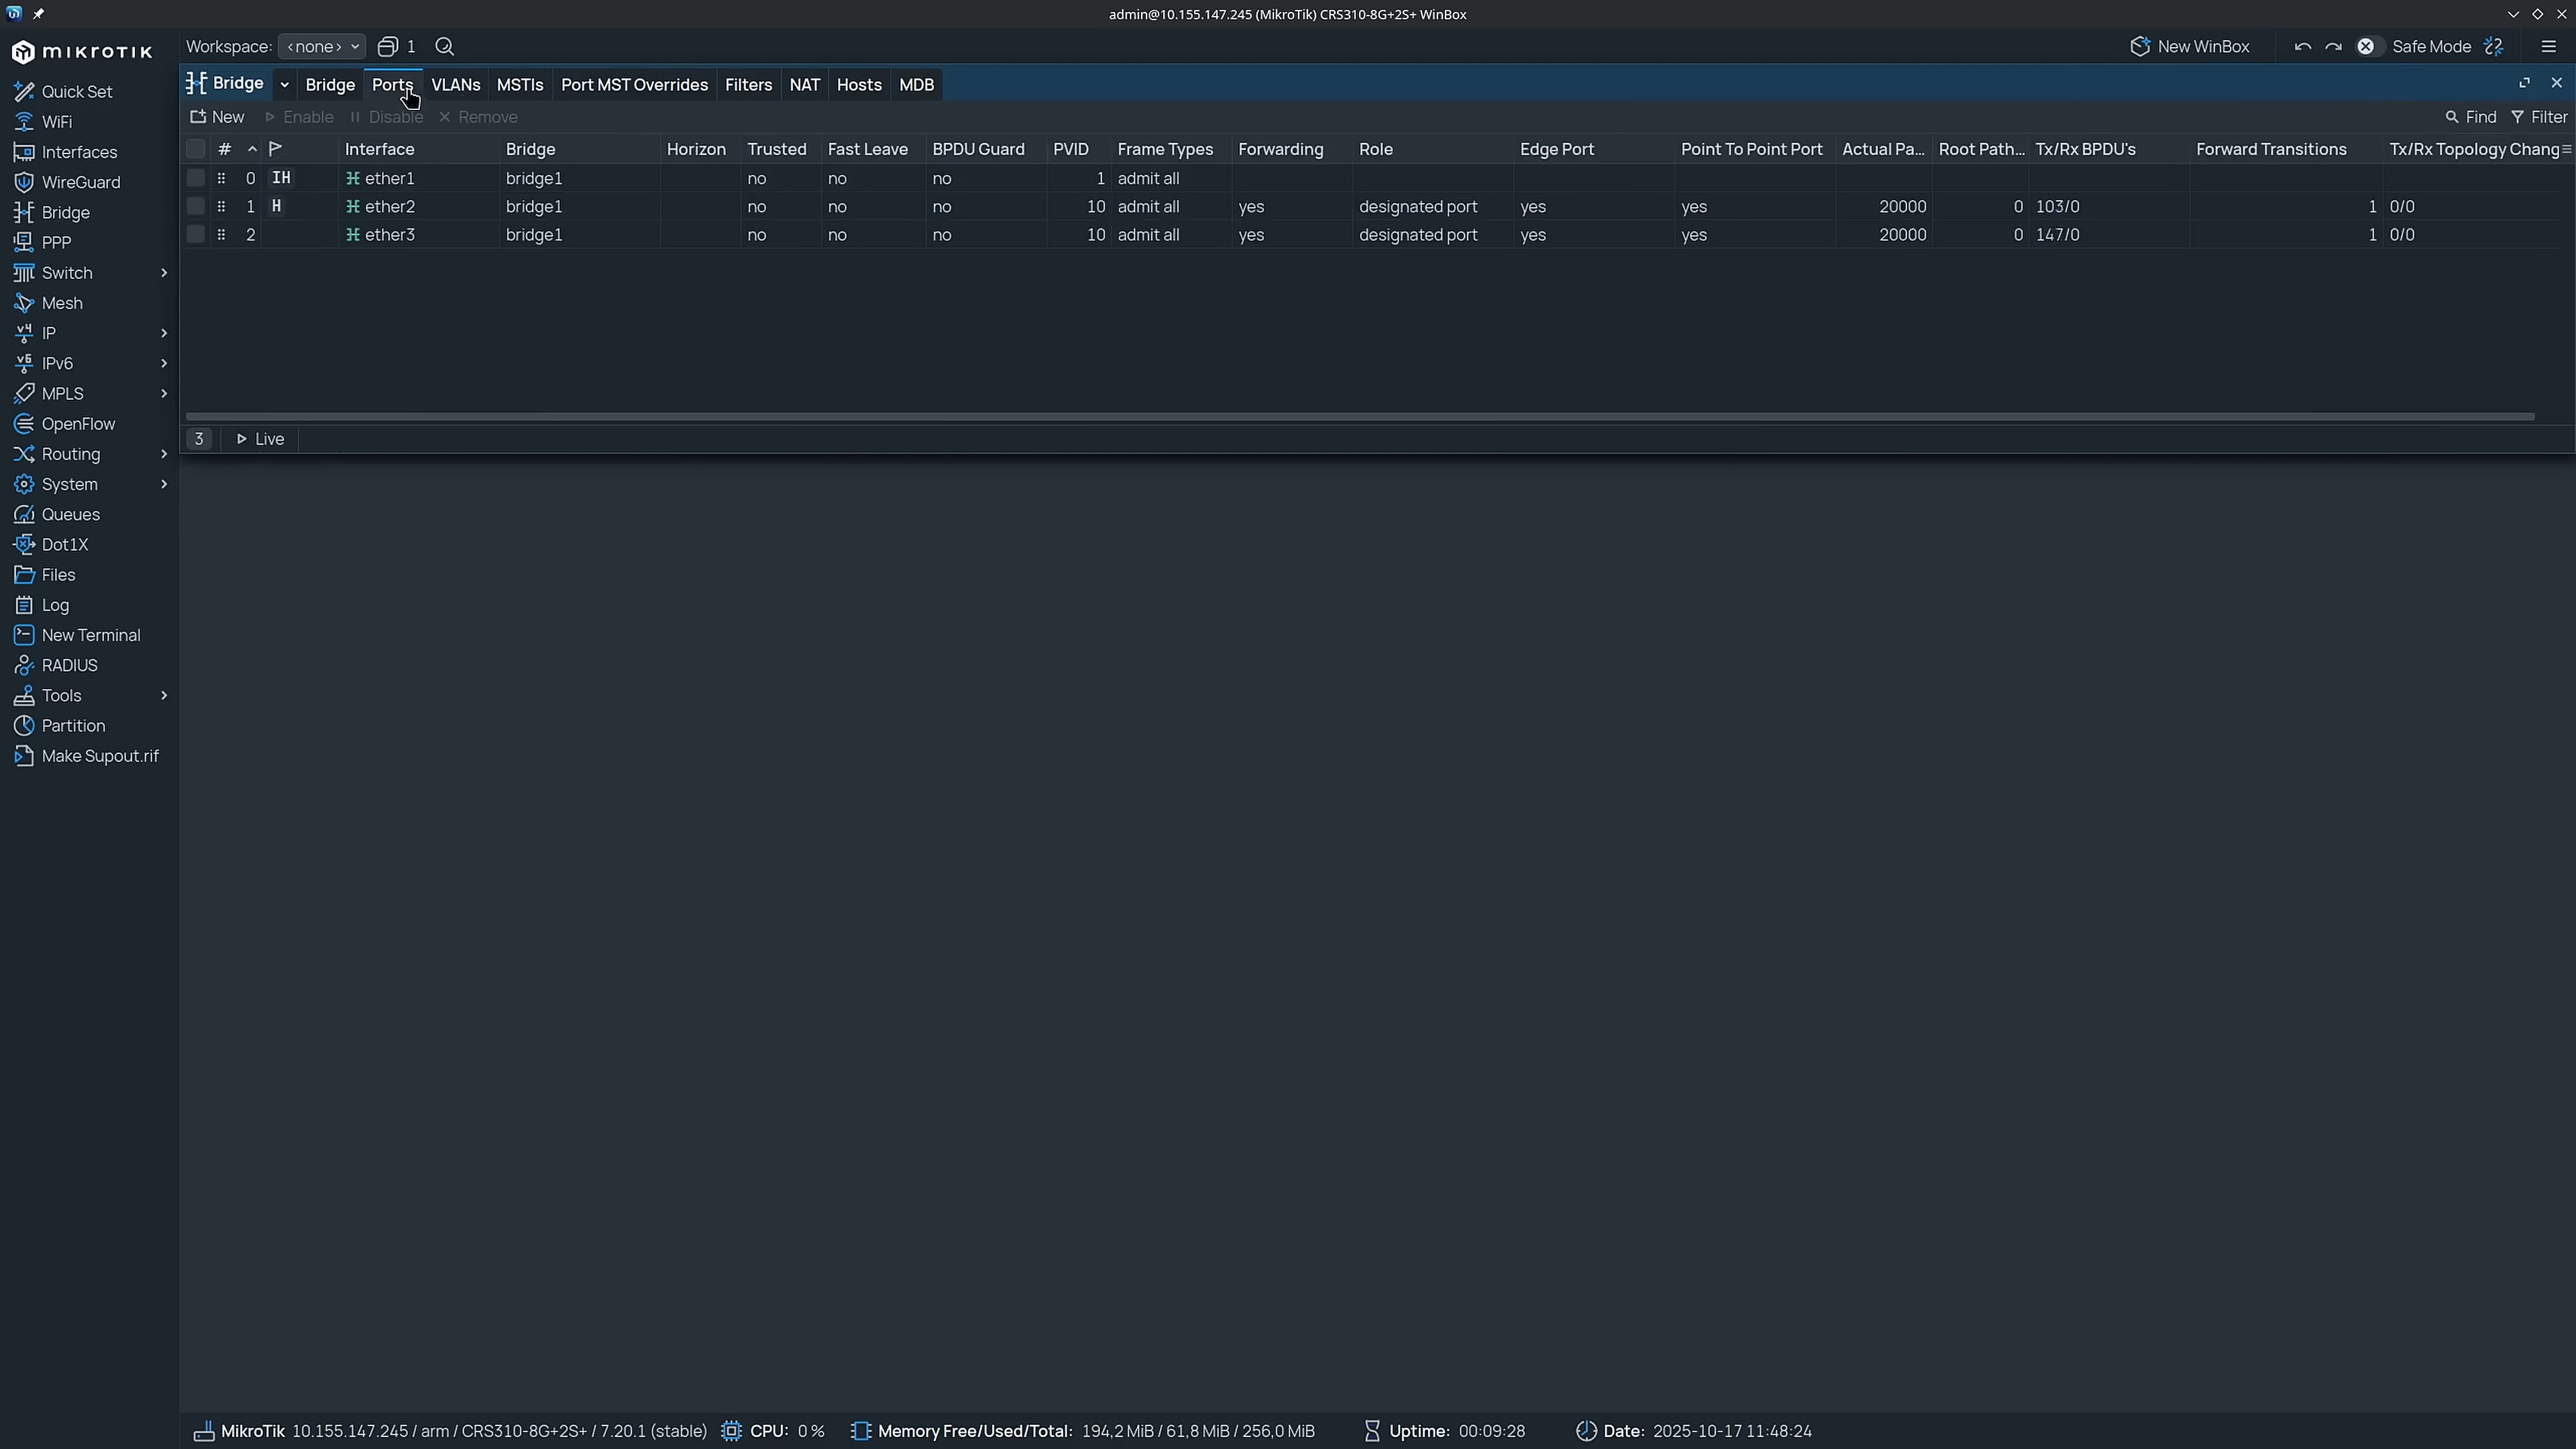 admin@10.155.147.245 (MikroTik) CRS310-8G+2S+ WinBox
MIKROTIK
Workspace: <none> 1
New WinBox Safe Mode
Bridge Bridge Ports VLANs MSTIs Port MST Overrides Filters NAT Hosts MDB
New Enable Disable Remove Find Filter
# Interface Bridge Horizon Trusted Fast Leave BPDU Guard PVID Frame Types Forwarding Role Edge Port Point To Point Port Actual Pa... Root Path... Tx/Rx BPDU's Forward Transitions Tx/Rx Topology Chang
0 IH ether1 bridge1 no no no 1 admit all
1 H ether2 bridge1 no no no 10 admit all yes designated port yes yes 20000 0 103/0 1 0/0
2 ether3 bridge1 no no no 10 admit all yes designated port yes yes 20000 0 147/0 1 0/0
3 Live
Quick Set
WiFi
Interfaces
WireGuard
Bridge
PPP
Switch
Mesh
v4 IP
v6 IPv6
MPLS
OpenFlow
Routing
System
Queues
Dot1X
Files
Log
New Terminal
RADIUS
Tools
Partition
Make Supout.rif
MikroTik 10.155.147.245 / arm / CRS310-8G+2S+ / 7.20.1 (stable) CPU: 0 % Memory Free/Used/Total: 194,2 MiB / 61,8 MiB / 256,0 MiB Uptime: 00:09:28 Date: 2025-10-17 11:48:24